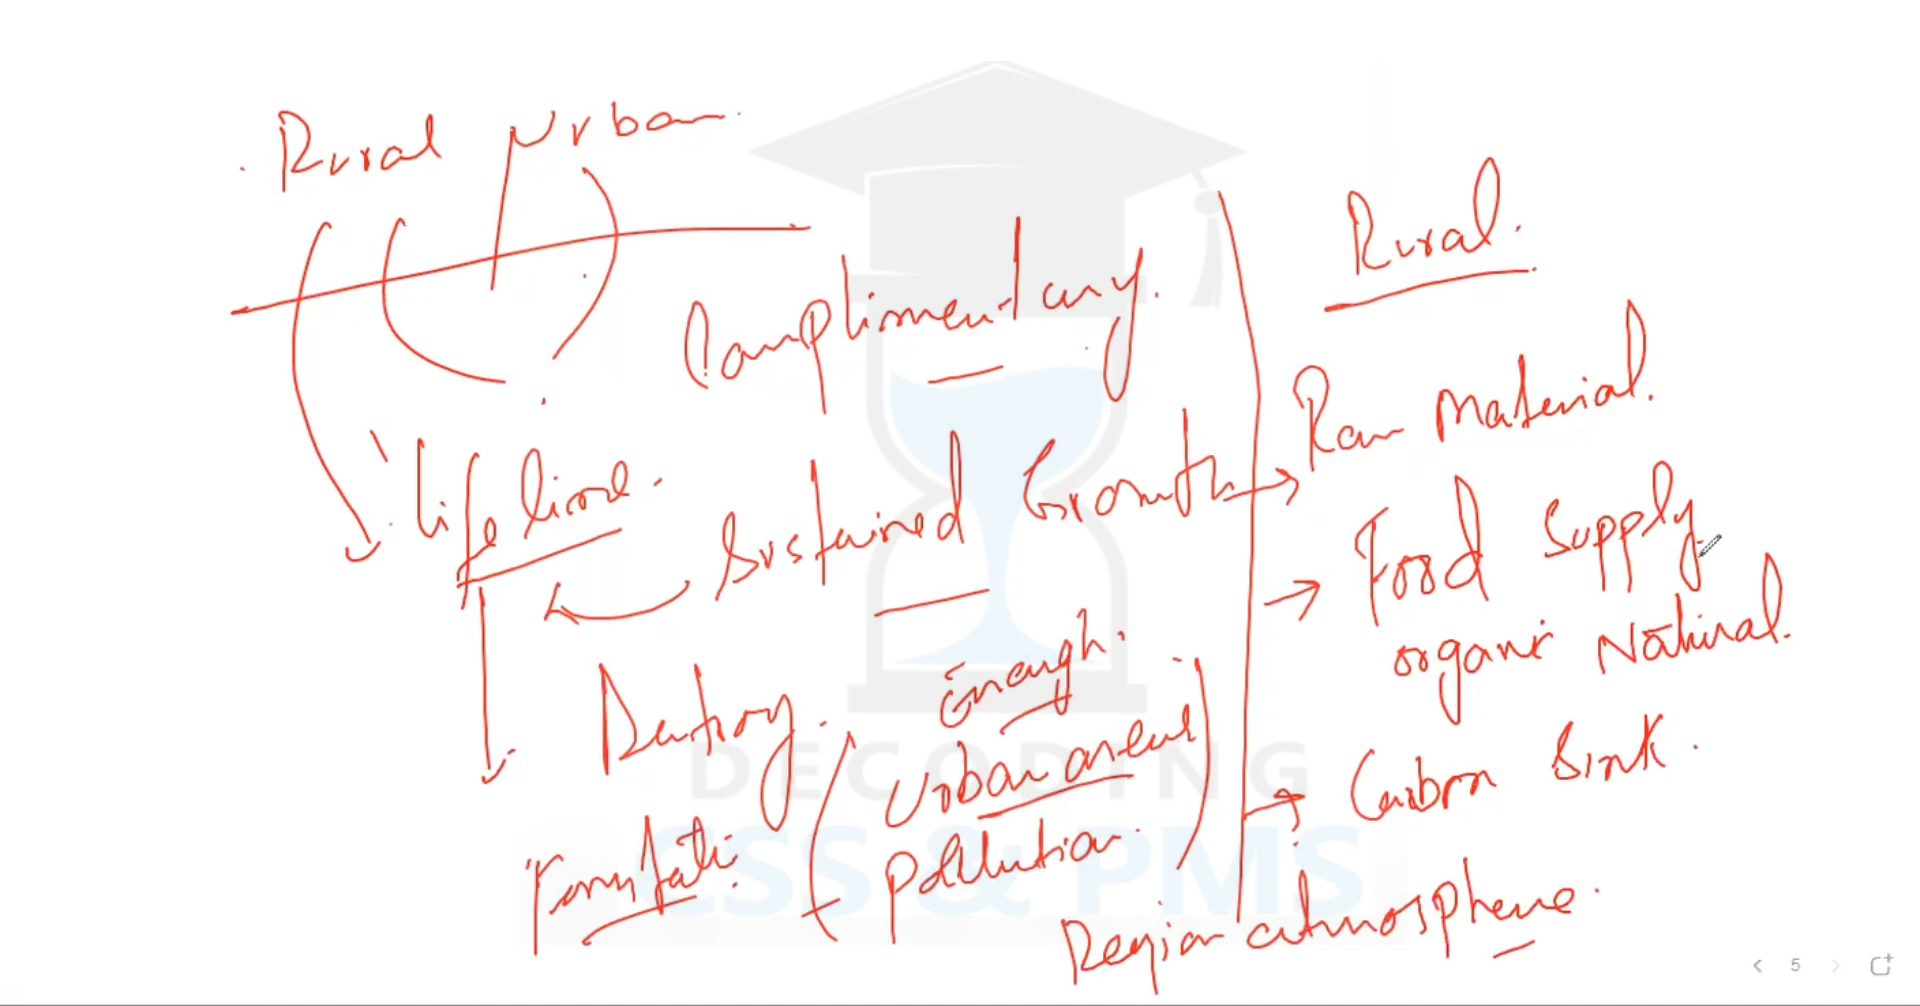 Rural Urban
Complimentary.
Life line.
Sustained Growth
Destroy.
Enough.
Urban areas
Pollution
Rural.
Raw Material.
Food Supply
organic Natural.
Carbon Sink.
Region atmosphere.
DECODING
CSS & PMS
5